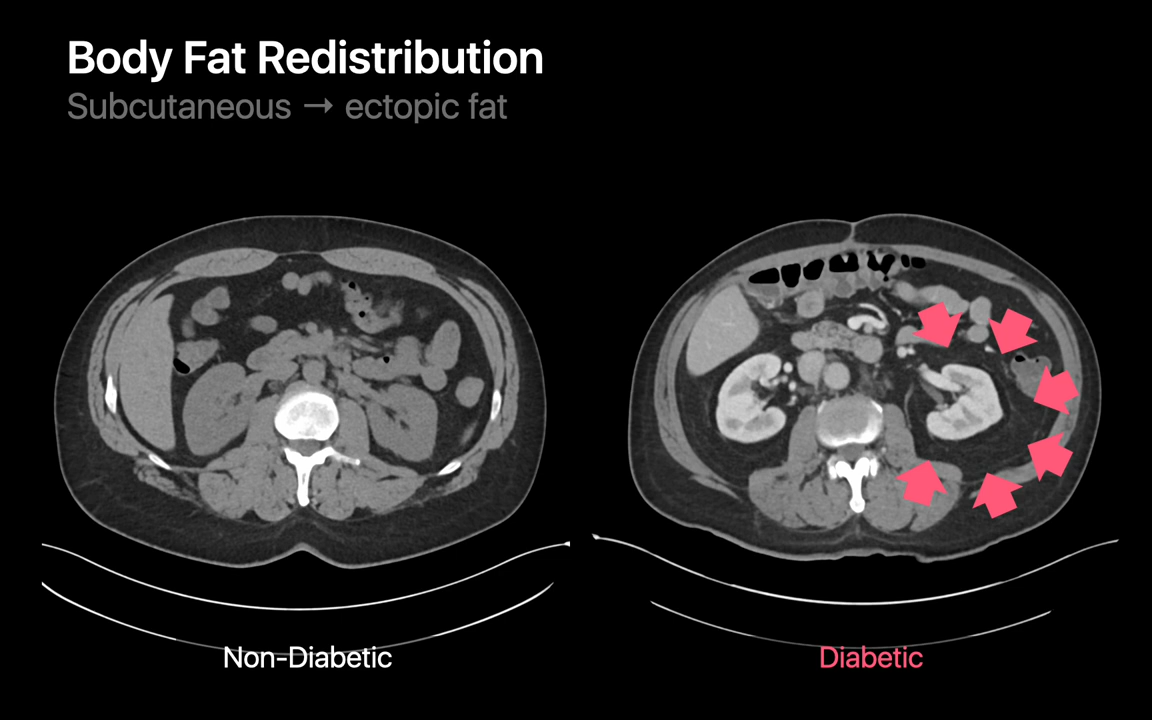 Body Fat Redistribution
Subcutaneous → ectopic fat
Non-Diabetic
Diabetic